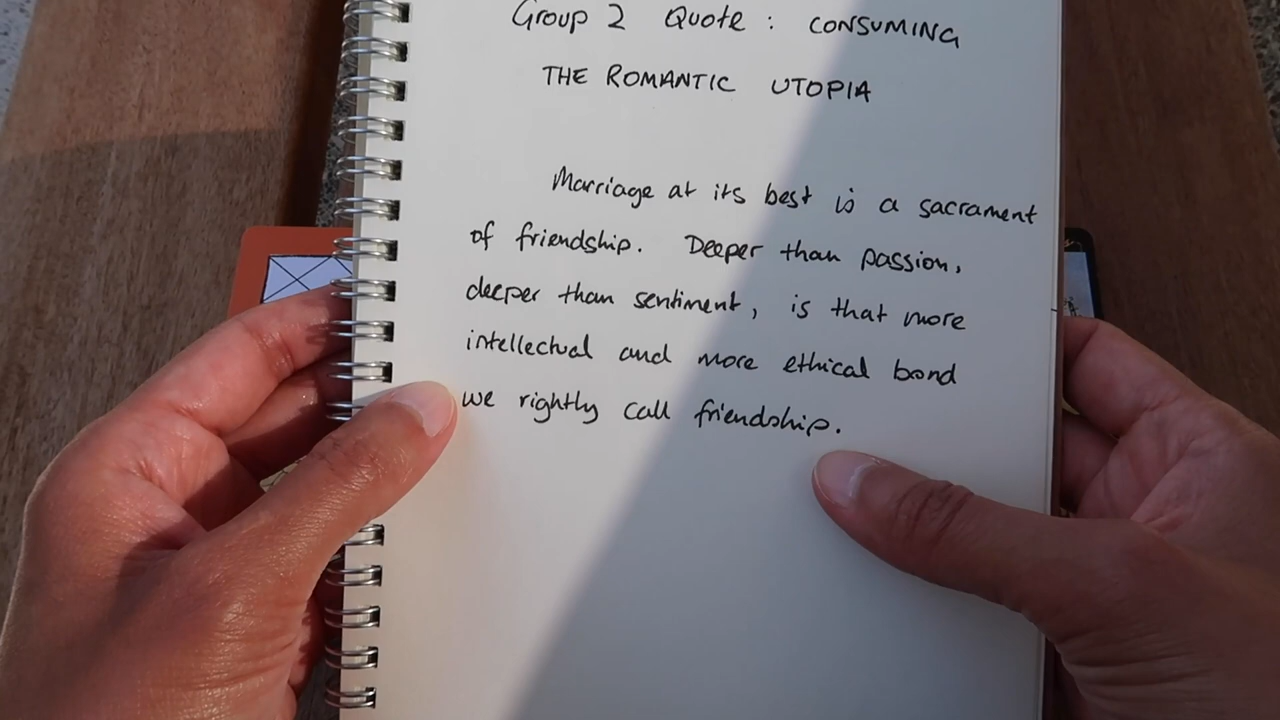 Group 2 Quote : CONSUMING
THE ROMANTIC UTOPIA
Marriage at its best is a sacrament
of friendship. Deeper than passion,
deeper than sentiment, is that more
intellectual and more ethical bond
we rightly call friendship.